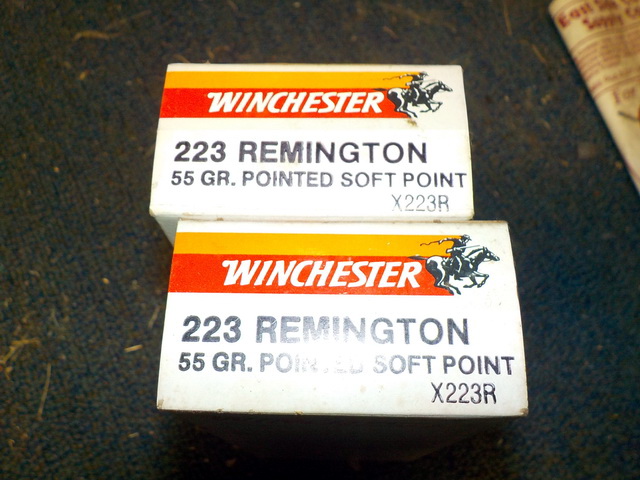 WINCHESTER
223 REMINGTON
55 GR. POINTED SOFT POINT
X223R
WINCHESTER
223 REMINGTON
55 GR. POINTED SOFT POINT
X223R